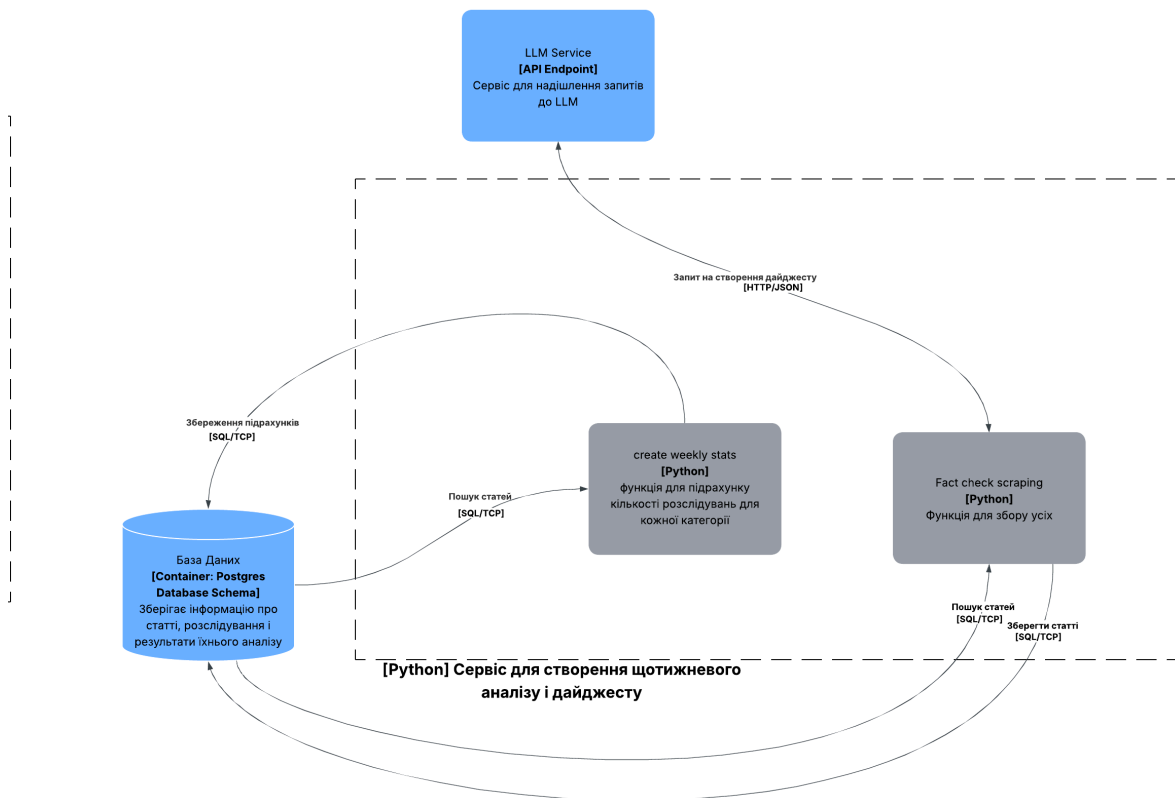 LLM Service
[API Endpoint]
Сервіс для надішлення запитів
до LLM
Запит на створення дайджесту
[HTTP/JSON]
Збереження підрахунків
[SQL/TCP]
create weekly stats
[Python]
функція для підрахунку
кількості розслідувань для
кожної категорії
Fact check scraping
[Python]
Функція для збору усіх
Пошук статей
[SQL/TCP]
База Даних
[Container: Postgres
Database Schema]
Зберігає інформацію про
статті, розслідування і
результати їхнього аналізу
Пошук статей
[SQL/TCP]
Зберегти статті
[SQL/TCP]
[Python] Сервіс для створення щотижневого
аналізу і дайджесту